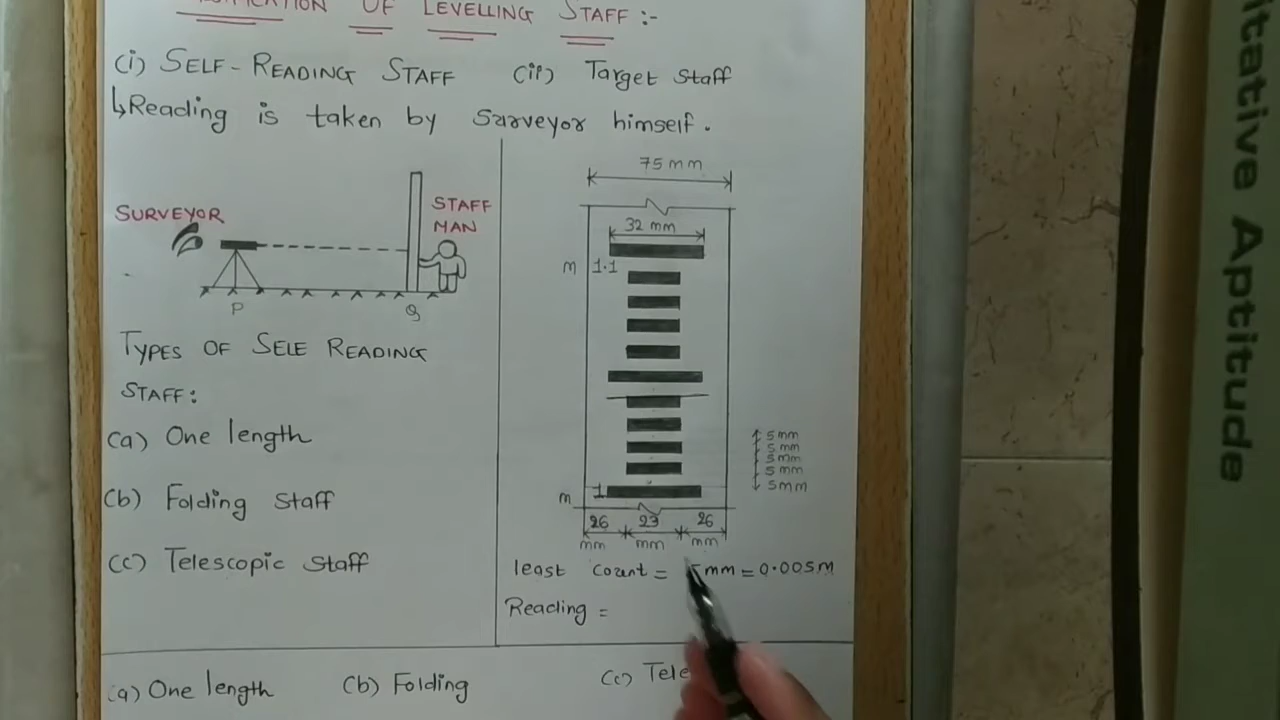 OF LEVELLING STAFF :-
(i) SELF-READING STAFF (ii) Target Staff
↳Reading is taken by Surveyor himself.
SURVEYOR
STAFF
MAN
P
Q
TYPES OF SELF READING
STAFF:
(a) One length
(b) Folding Staff
(c) Telescopic Staff
75 mm
32 mm
m 1.1
5 mm
5 mm
5 mm
5 mm
5 mm
m 1
26 23 26
mm mm mm
least count = 5mm = 0.005M
Reading =
(a) One length (b) Folding (c) Tele
itative Aptitude